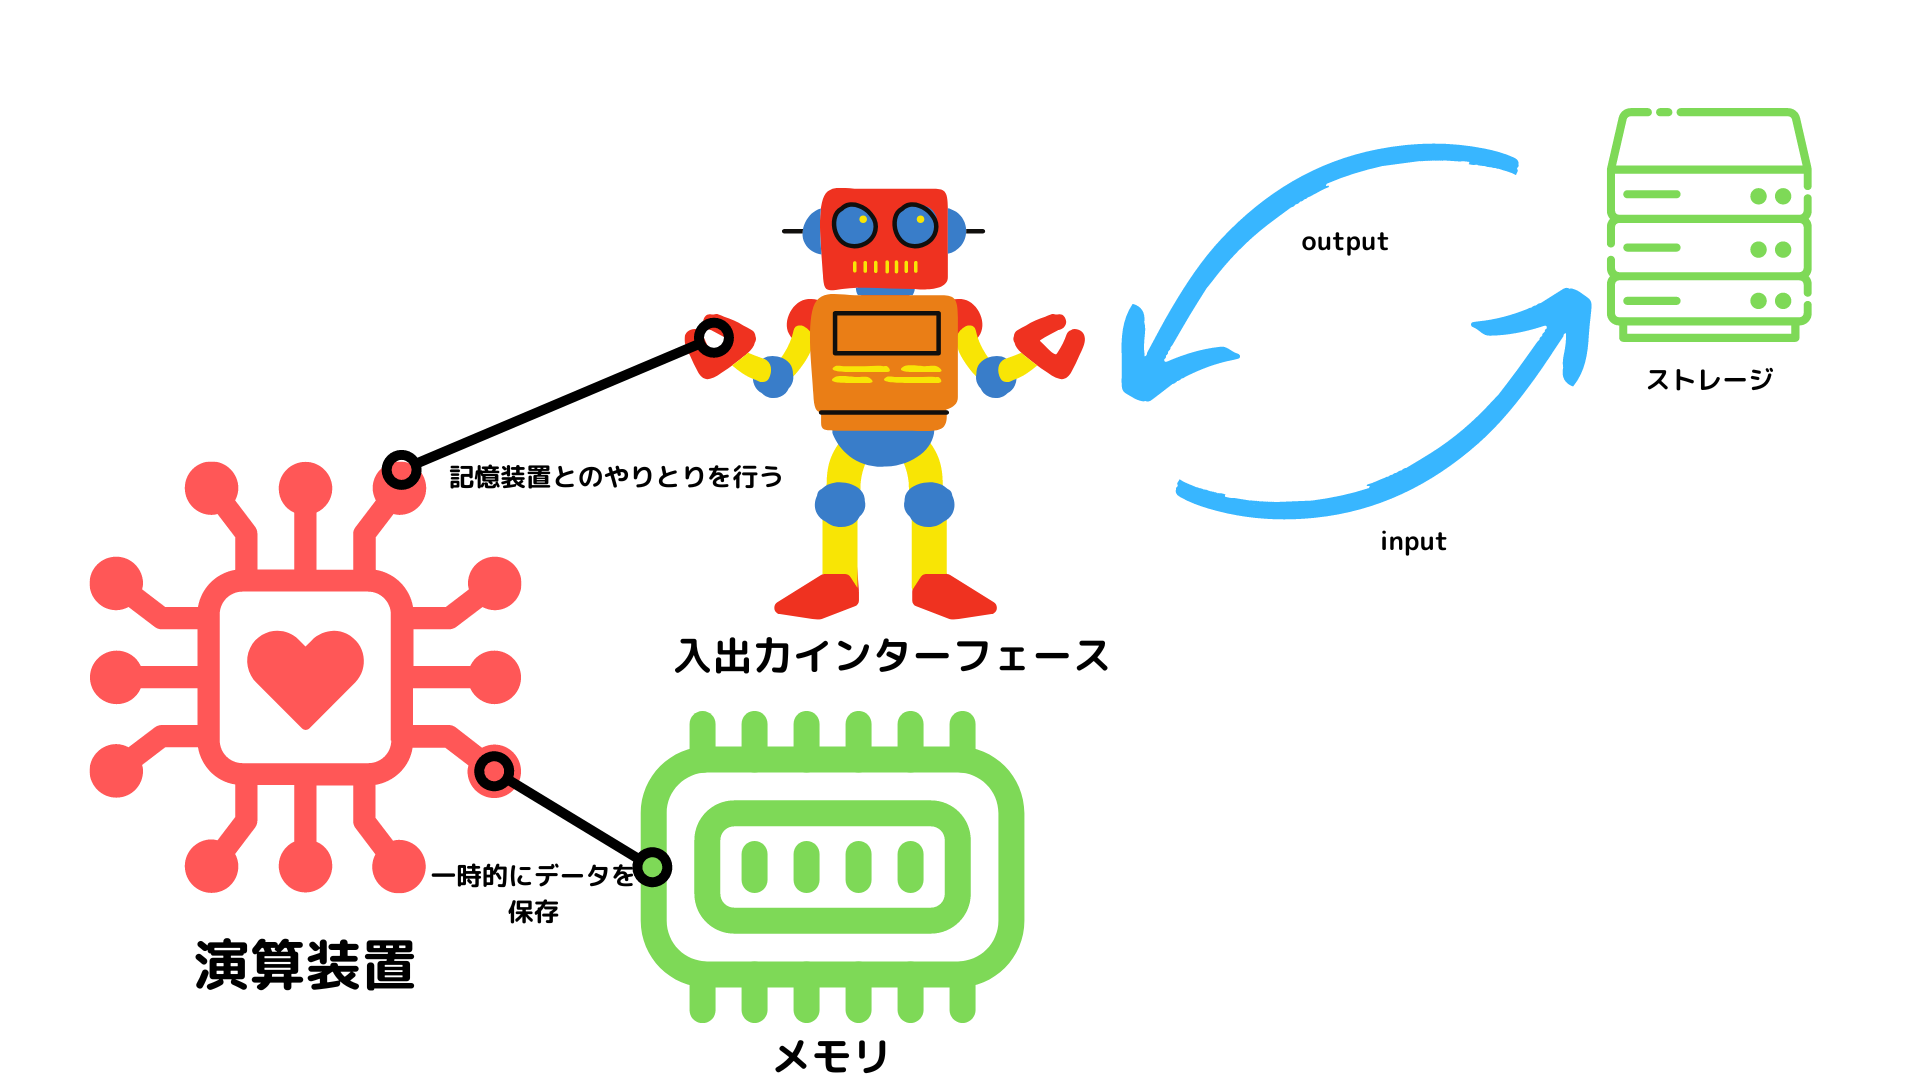 output
ストレージ
記憶装置とのやりとりを行う
input
入出力インターフェース
一時的にデータを
保存
演算装置
メモリ